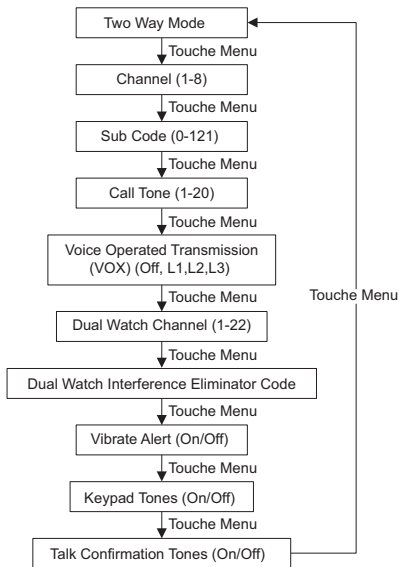 Two Way Mode
Touche Menu
Channel (1-8)
Touche Menu
Sub Code (0-121)
Touche Menu
Call Tone (1-20)
Touche Menu
Voice Operated Transmission
(VOX) (Off, L1,L2,L3)
Touche Menu
Touche Menu
Dual Watch Channel (1-22)
Touche Menu
Dual Watch Interference Eliminator Code
Touche Menu
Vibrate Alert (On/Off)
Touche Menu
Keypad Tones (On/Off)
Touche Menu
Talk Confirmation Tones (On/Off)